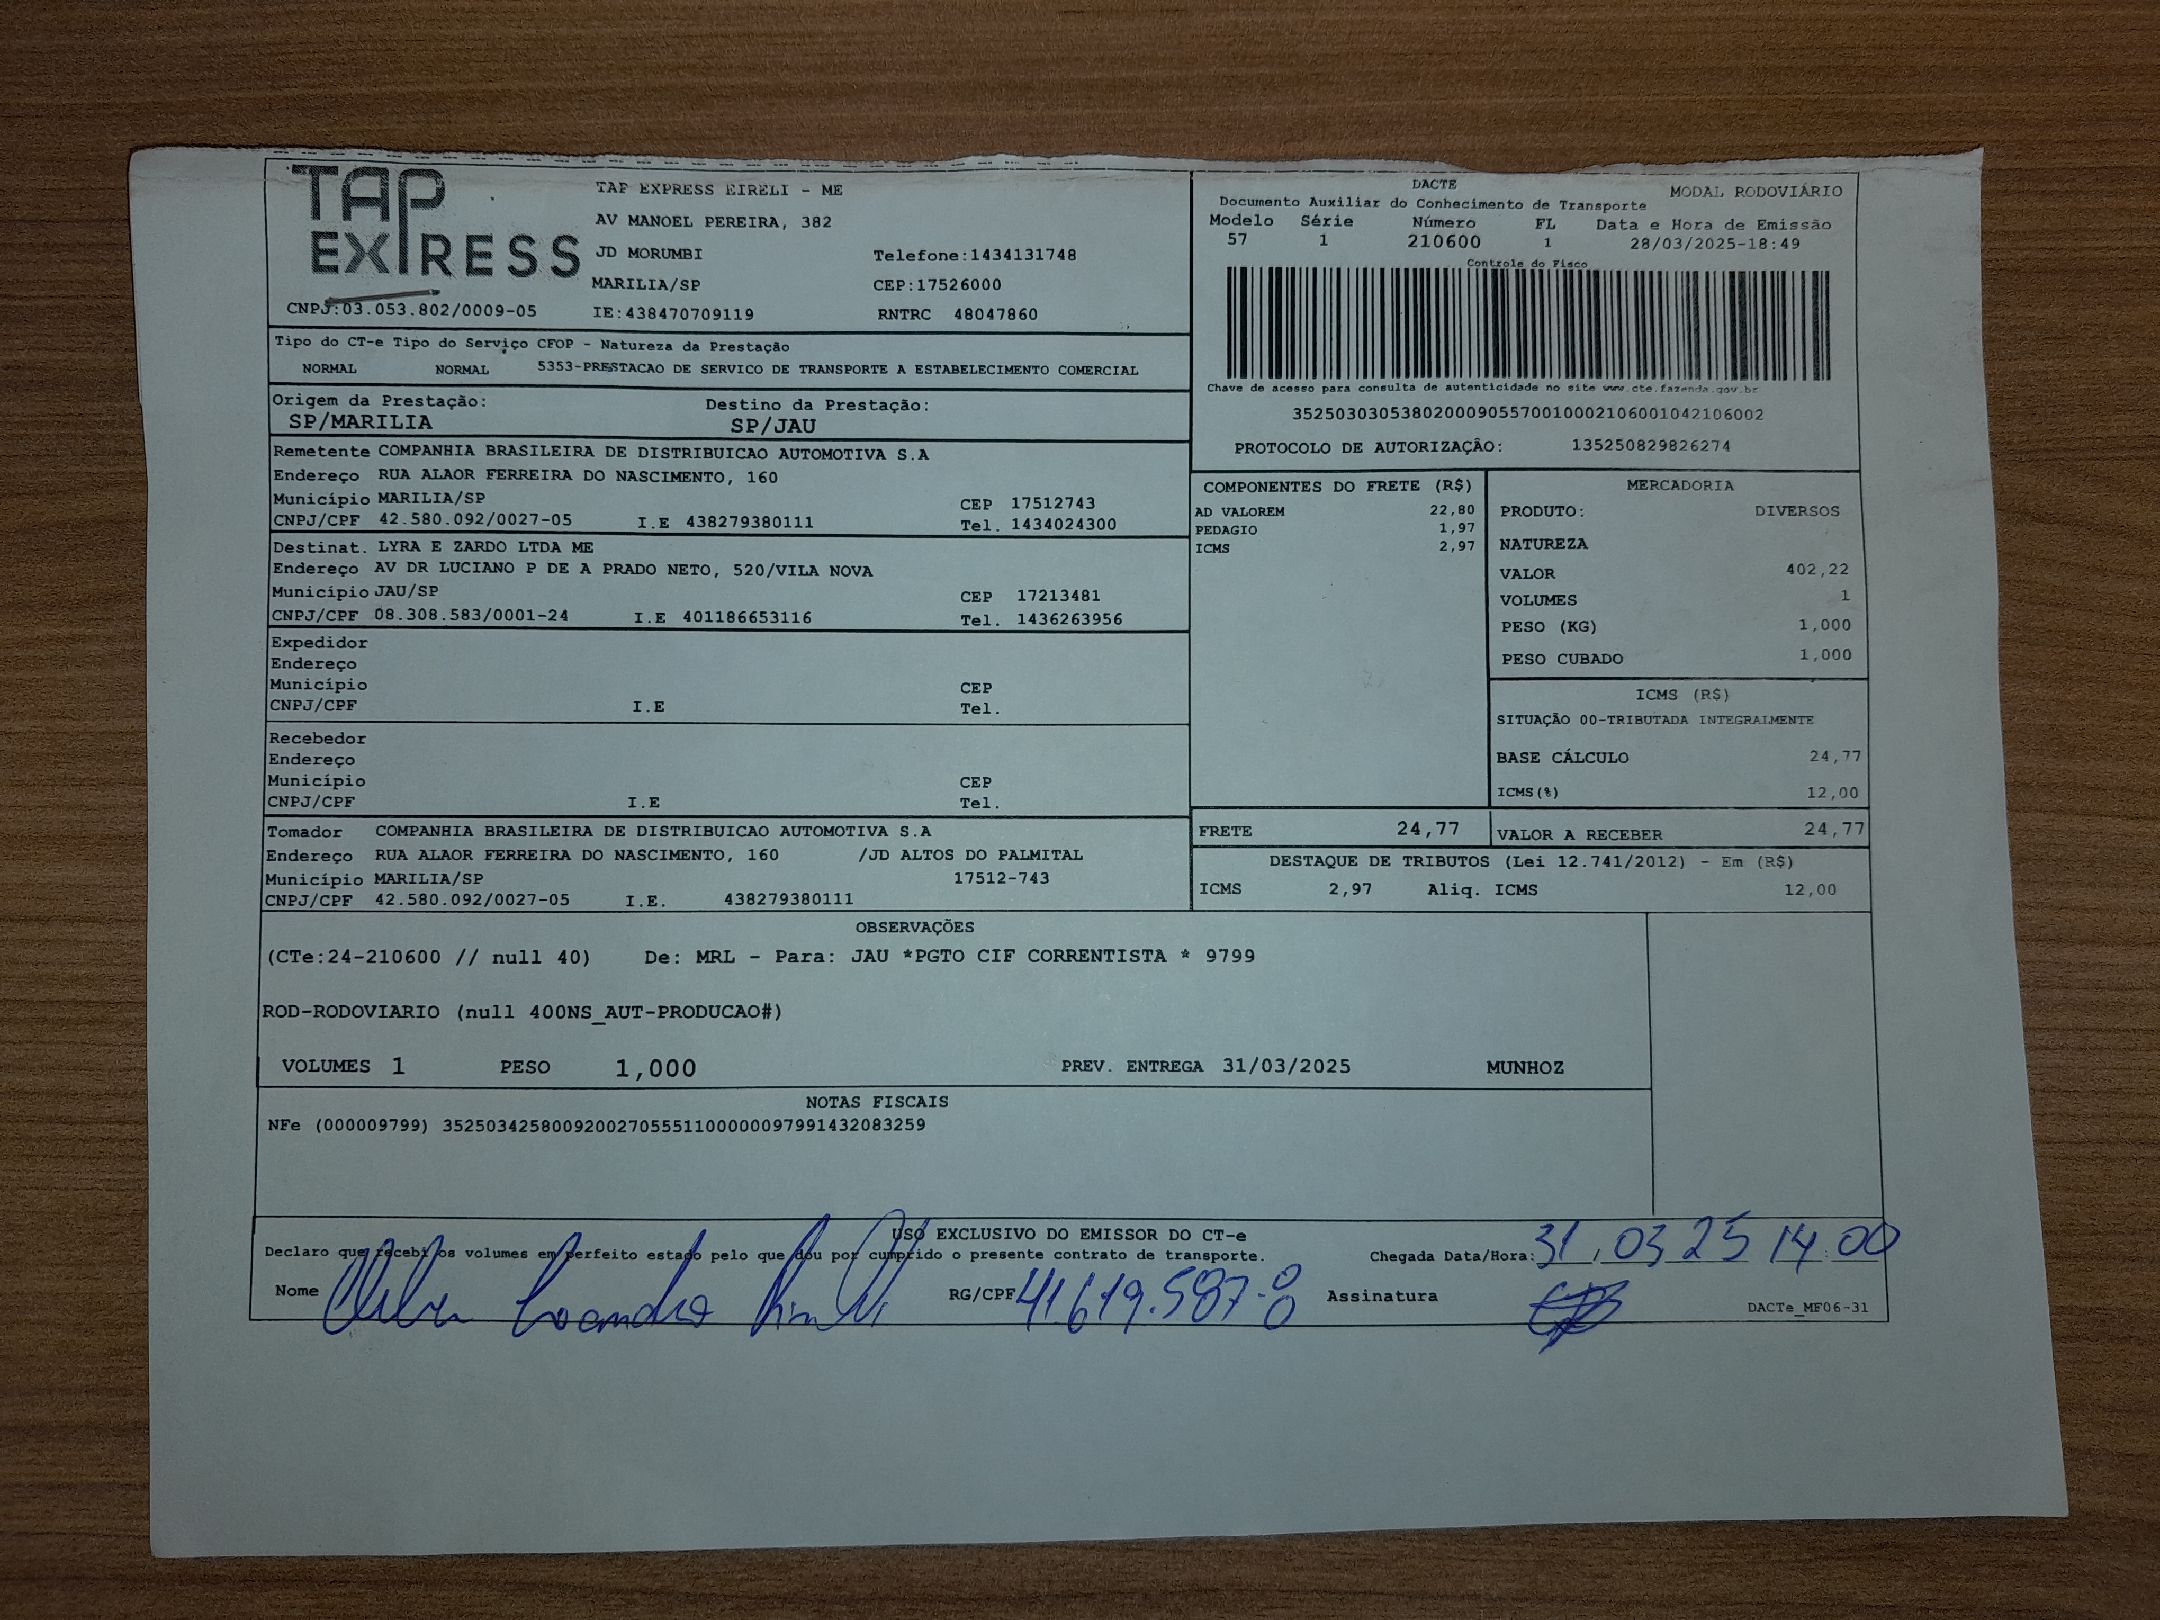 TAP
EXPRESS
TAP EXPRESS EIRELI - ME
AV MANOEL PEREIRA, 382
JD MORUMBI Telefone:1434131748
MARILIA/SP CEP:17526000
CNPJ:03.053.802/0009-05 IE:438470709119 RNTRC 48047860
DACTE MODAL RODOVIÁRIO
Documento Auxiliar do Conhecimento de Transporte
Modelo Série Número FL Data e Hora de Emissão
57 1 210600 1 28/03/2025-18:49
Controle do Fisco
Chave de acesso para consulta de autenticidade no site www.cte.fazenda.gov.br
35250303053802000905570010002106001042106002
PROTOCOLO DE AUTORIZAÇÃO: 135250829826274
Tipo do CT-e Tipo do Serviço CFOP - Natureza da Prestação
NORMAL NORMAL 5353-PRESTACAO DE SERVICO DE TRANSPORTE A ESTABELECIMENTO COMERCIAL
Origem da Prestação: Destino da Prestação:
SP/MARILIA SP/JAU
Remetente COMPANHIA BRASILEIRA DE DISTRIBUICAO AUTOMOTIVA S.A
Endereço RUA ALAOR FERREIRA DO NASCIMENTO, 160
Município MARILIA/SP CEP 17512743
CNPJ/CPF 42.580.092/0027-05 I.E 438279380111 Tel. 1434024300
Destinat. LYRA E ZARDO LTDA ME
Endereço AV DR LUCIANO P DE A PRADO NETO, 520/VILA NOVA
Município JAU/SP CEP 17213481
CNPJ/CPF 08.308.583/0001-24 I.E 401186653116 Tel. 1436263956
Expedidor
Endereço
Município CEP
CNPJ/CPF I.E Tel.
Recebedor
Endereço
Município CEP
CNPJ/CPF I.E Tel.
Tomador COMPANHIA BRASILEIRA DE DISTRIBUICAO AUTOMOTIVA S.A
Endereço RUA ALAOR FERREIRA DO NASCIMENTO, 160 /JD ALTOS DO PALMITAL
Município MARILIA/SP 17512-743
CNPJ/CPF 42.580.092/0027-05 I.E. 438279380111
COMPONENTES DO FRETE (R$)
AD VALOREM 22,80
PEDAGIO 1,97
ICMS 2,97
MERCADORIA
PRODUTO: DIVERSOS
NATUREZA
VALOR 402,22
VOLUMES 1
PESO (KG) 1,000
PESO CUBADO 1,000
ICMS (R$)
SITUAÇÃO 00-TRIBUTADA INTEGRALMENTE
BASE CÁLCULO 24,77
ICMS(%) 12,00
FRETE 24,77 VALOR A RECEBER 24,77
DESTAQUE DE TRIBUTOS (Lei 12.741/2012) - Em (R$)
ICMS 2,97 Aliq. ICMS 12,00
OBSERVAÇÕES
(CTe:24-210600 // null 40) De: MRL - Para: JAU *PGTO CIF CORRENTISTA * 9799
ROD-RODOVIARIO (null 400NS_AUT-PRODUCAO#)
VOLUMES 1 PESO 1,000 PREV. ENTREGA 31/03/2025 MUNHOZ
NOTAS FISCAIS
NFe (000009799) 35250342580092002705551100000097991432083259
USO EXCLUSIVO DO EMISSOR DO CT-e
Declaro que recebi os volumes em perfeito estado pelo que dou por cumprido o presente contrato de transporte. Chegada Data/Hora: 31/03 25 14:00
Nome RG/CPF 41.619.587-8 Assinatura
DACTe_MF06-31